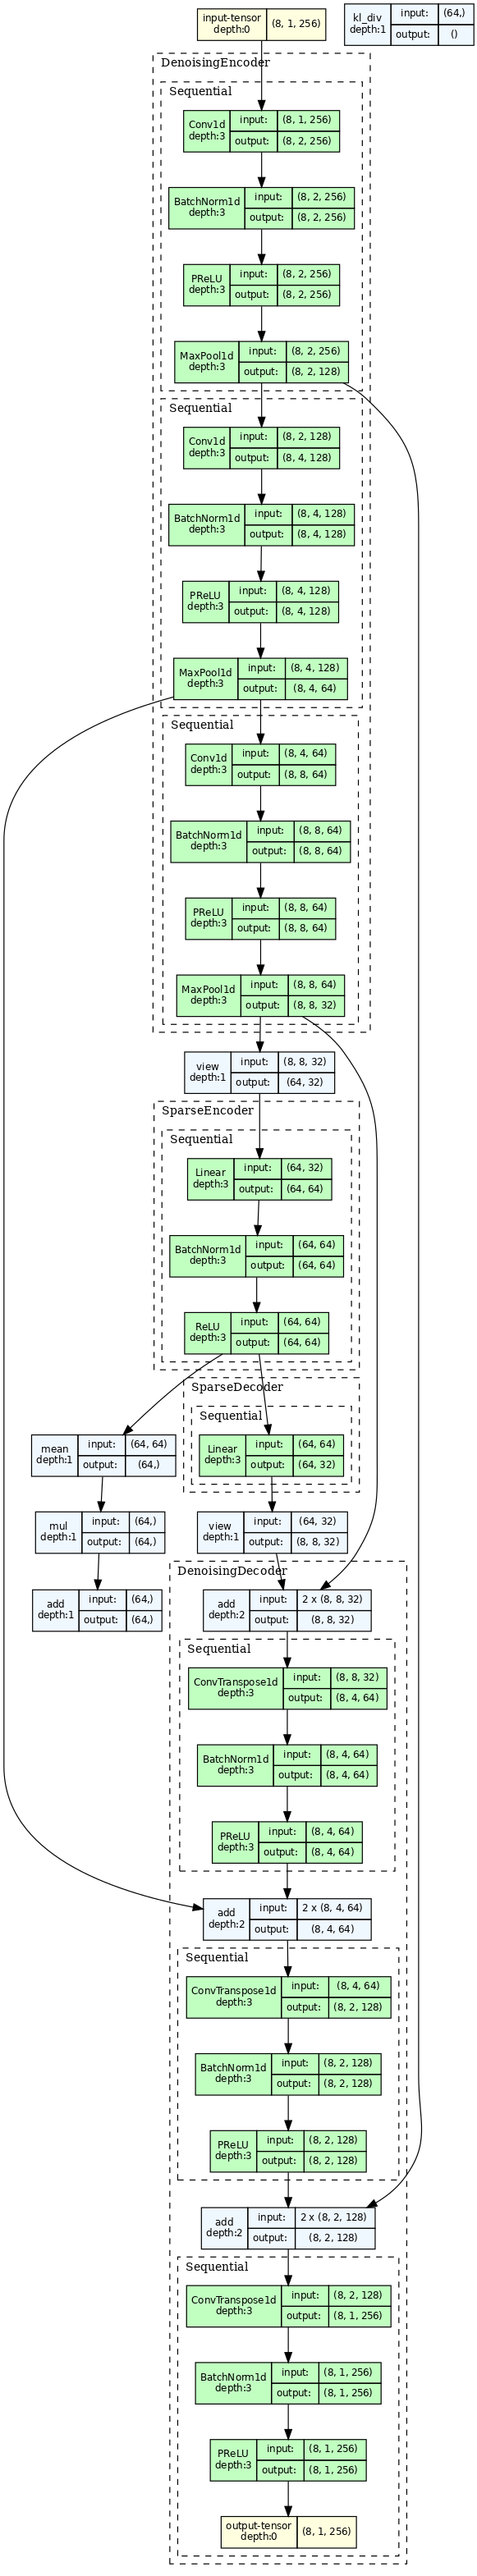 input-tensor
depth:0
(8, 1, 256)
kl_div
depth:1
input:
(64,)
output:
()
DenoisingEncoder
Sequential
Conv1d
depth:3
input:
(8, 1, 256)
output:
(8, 2, 256)
BatchNorm1d
depth:3
input:
(8, 2, 256)
output:
(8, 2, 256)
PReLU
depth:3
input:
(8, 2, 256)
output:
(8, 2, 256)
MaxPool1d
depth:3
input:
(8, 2, 256)
output:
(8, 2, 128)
Sequential
Conv1d
depth:3
input:
(8, 2, 128)
output:
(8, 4, 128)
BatchNorm1d
depth:3
input:
(8, 4, 128)
output:
(8, 4, 128)
PReLU
depth:3
input:
(8, 4, 128)
output:
(8, 4, 128)
MaxPool1d
depth:3
input:
(8, 4, 128)
output:
(8, 4, 64)
Sequential
Conv1d
depth:3
input:
(8, 4, 64)
output:
(8, 8, 64)
BatchNorm1d
depth:3
input:
(8, 8, 64)
output:
(8, 8, 64)
PReLU
depth:3
input:
(8, 8, 64)
output:
(8, 8, 64)
MaxPool1d
depth:3
input:
(8, 8, 64)
output:
(8, 8, 32)
view
depth:1
input:
(8, 8, 32)
output:
(64, 32)
SparseEncoder
Sequential
Linear
depth:3
input:
(64, 32)
output:
(64, 64)
BatchNorm1d
depth:3
input:
(64, 64)
output:
(64, 64)
ReLU
depth:3
input:
(64, 64)
output:
(64, 64)
SparseDecoder
Sequential
mean
depth:1
input:
(64, 64)
output:
(64,)
Linear
depth:3
input:
(64, 64)
output:
(64, 32)
mul
depth:1
input:
(64,)
output:
(64,)
view
depth:1
input:
(64, 32)
output:
(8, 8, 32)
DenoisingDecoder
add
depth:1
input:
(64,)
output:
(64,)
add
depth:2
input:
2 x (8, 8, 32)
output:
(8, 8, 32)
Sequential
ConvTranspose1d
depth:3
input:
(8, 8, 32)
output:
(8, 4, 64)
BatchNorm1d
depth:3
input:
(8, 4, 64)
output:
(8, 4, 64)
PReLU
depth:3
input:
(8, 4, 64)
output:
(8, 4, 64)
add
depth:2
input:
2 x (8, 4, 64)
output:
(8, 4, 64)
Sequential
ConvTranspose1d
depth:3
input:
(8, 4, 64)
output:
(8, 2, 128)
BatchNorm1d
depth:3
input:
(8, 2, 128)
output:
(8, 2, 128)
PReLU
depth:3
input:
(8, 2, 128)
output:
(8, 2, 128)
add
depth:2
input:
2 x (8, 2, 128)
output:
(8, 2, 128)
Sequential
ConvTranspose1d
depth:3
input:
(8, 2, 128)
output:
(8, 1, 256)
BatchNorm1d
depth:3
input:
(8, 1, 256)
output:
(8, 1, 256)
PReLU
depth:3
input:
(8, 1, 256)
output:
(8, 1, 256)
output-tensor
depth:0
(8, 1, 256)